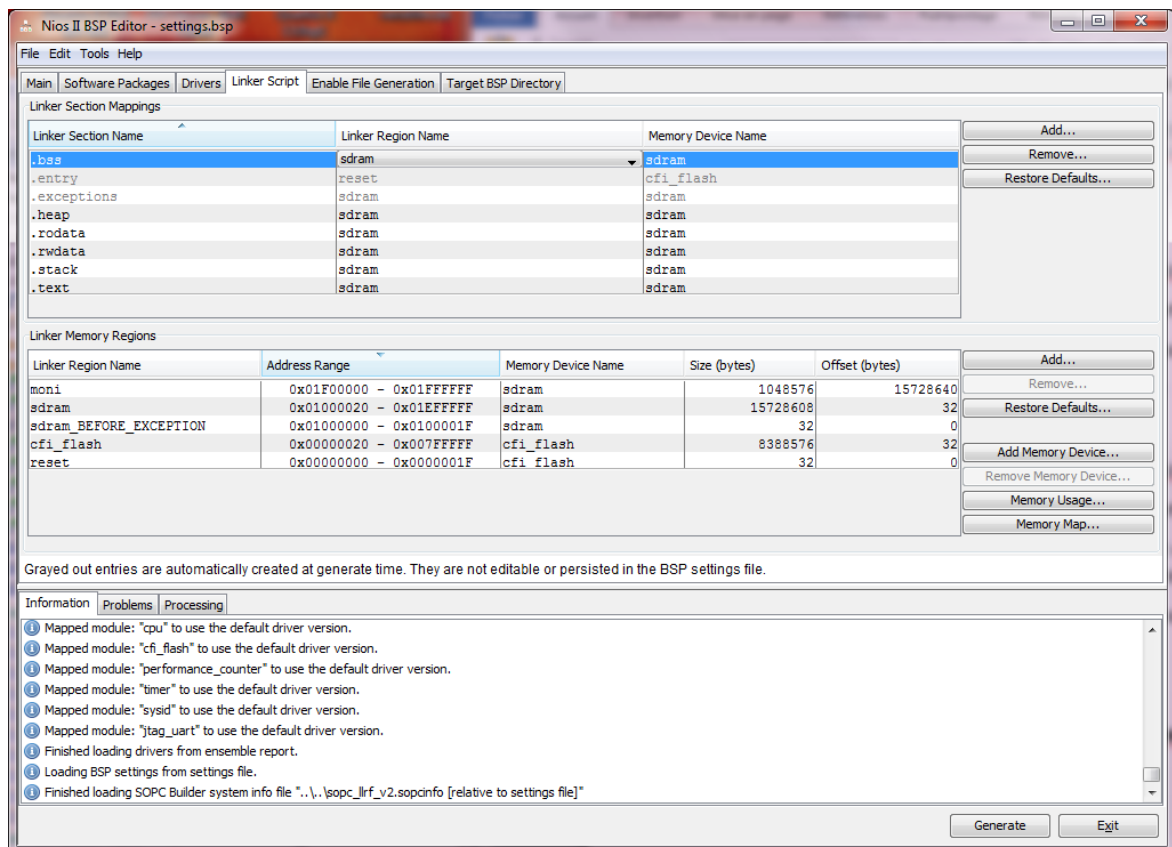 Nios II BSP Editor - settings.bsp
File Edit Tools Help
Main Software Packages Drivers Linker Script Enable File Generation Target BSP Directory
Linker Section Mappings
Linker Section Name Linker Region Name Memory Device Name
.bss sdram sdram
.entry reset cfi_flash
.exceptions sdram sdram
.heap sdram sdram
.rodata sdram sdram
.rwdata sdram sdram
.stack sdram sdram
.text sdram sdram
Add...
Remove...
Restore Defaults...
Linker Memory Regions
Linker Region Name Address Range Memory Device Name Size (bytes) Offset (bytes)
moni 0x01F00000 - 0x01FFFFFF sdram 1048576 15728640
sdram 0x01000020 - 0x01EFFFFF sdram 15728608 32
sdram_BEFORE_EXCEPTION 0x01000000 - 0x0100001F sdram 32 0
cfi_flash 0x00000020 - 0x007FFFFF cfi_flash 8388576 32
reset 0x00000000 - 0x0000001F cfi_flash 32 0
Add...
Remove...
Restore Defaults...
Add Memory Device...
Remove Memory Device...
Memory Usage...
Memory Map...
Grayed out entries are automatically created at generate time. They are not editable or persisted in the BSP settings file.
Information Problems Processing
Mapped module: "cpu" to use the default driver version.
Mapped module: "cfi_flash" to use the default driver version.
Mapped module: "performance_counter" to use the default driver version.
Mapped module: "timer" to use the default driver version.
Mapped module: "sysid" to use the default driver version.
Mapped module: "jtag_uart" to use the default driver version.
Finished loading drivers from ensemble report.
Loading BSP settings from settings file.
Finished loading SOPC Builder system info file "..\..\sopc_llrf_v2.sopcinfo [relative to settings file]"
Generate Exit